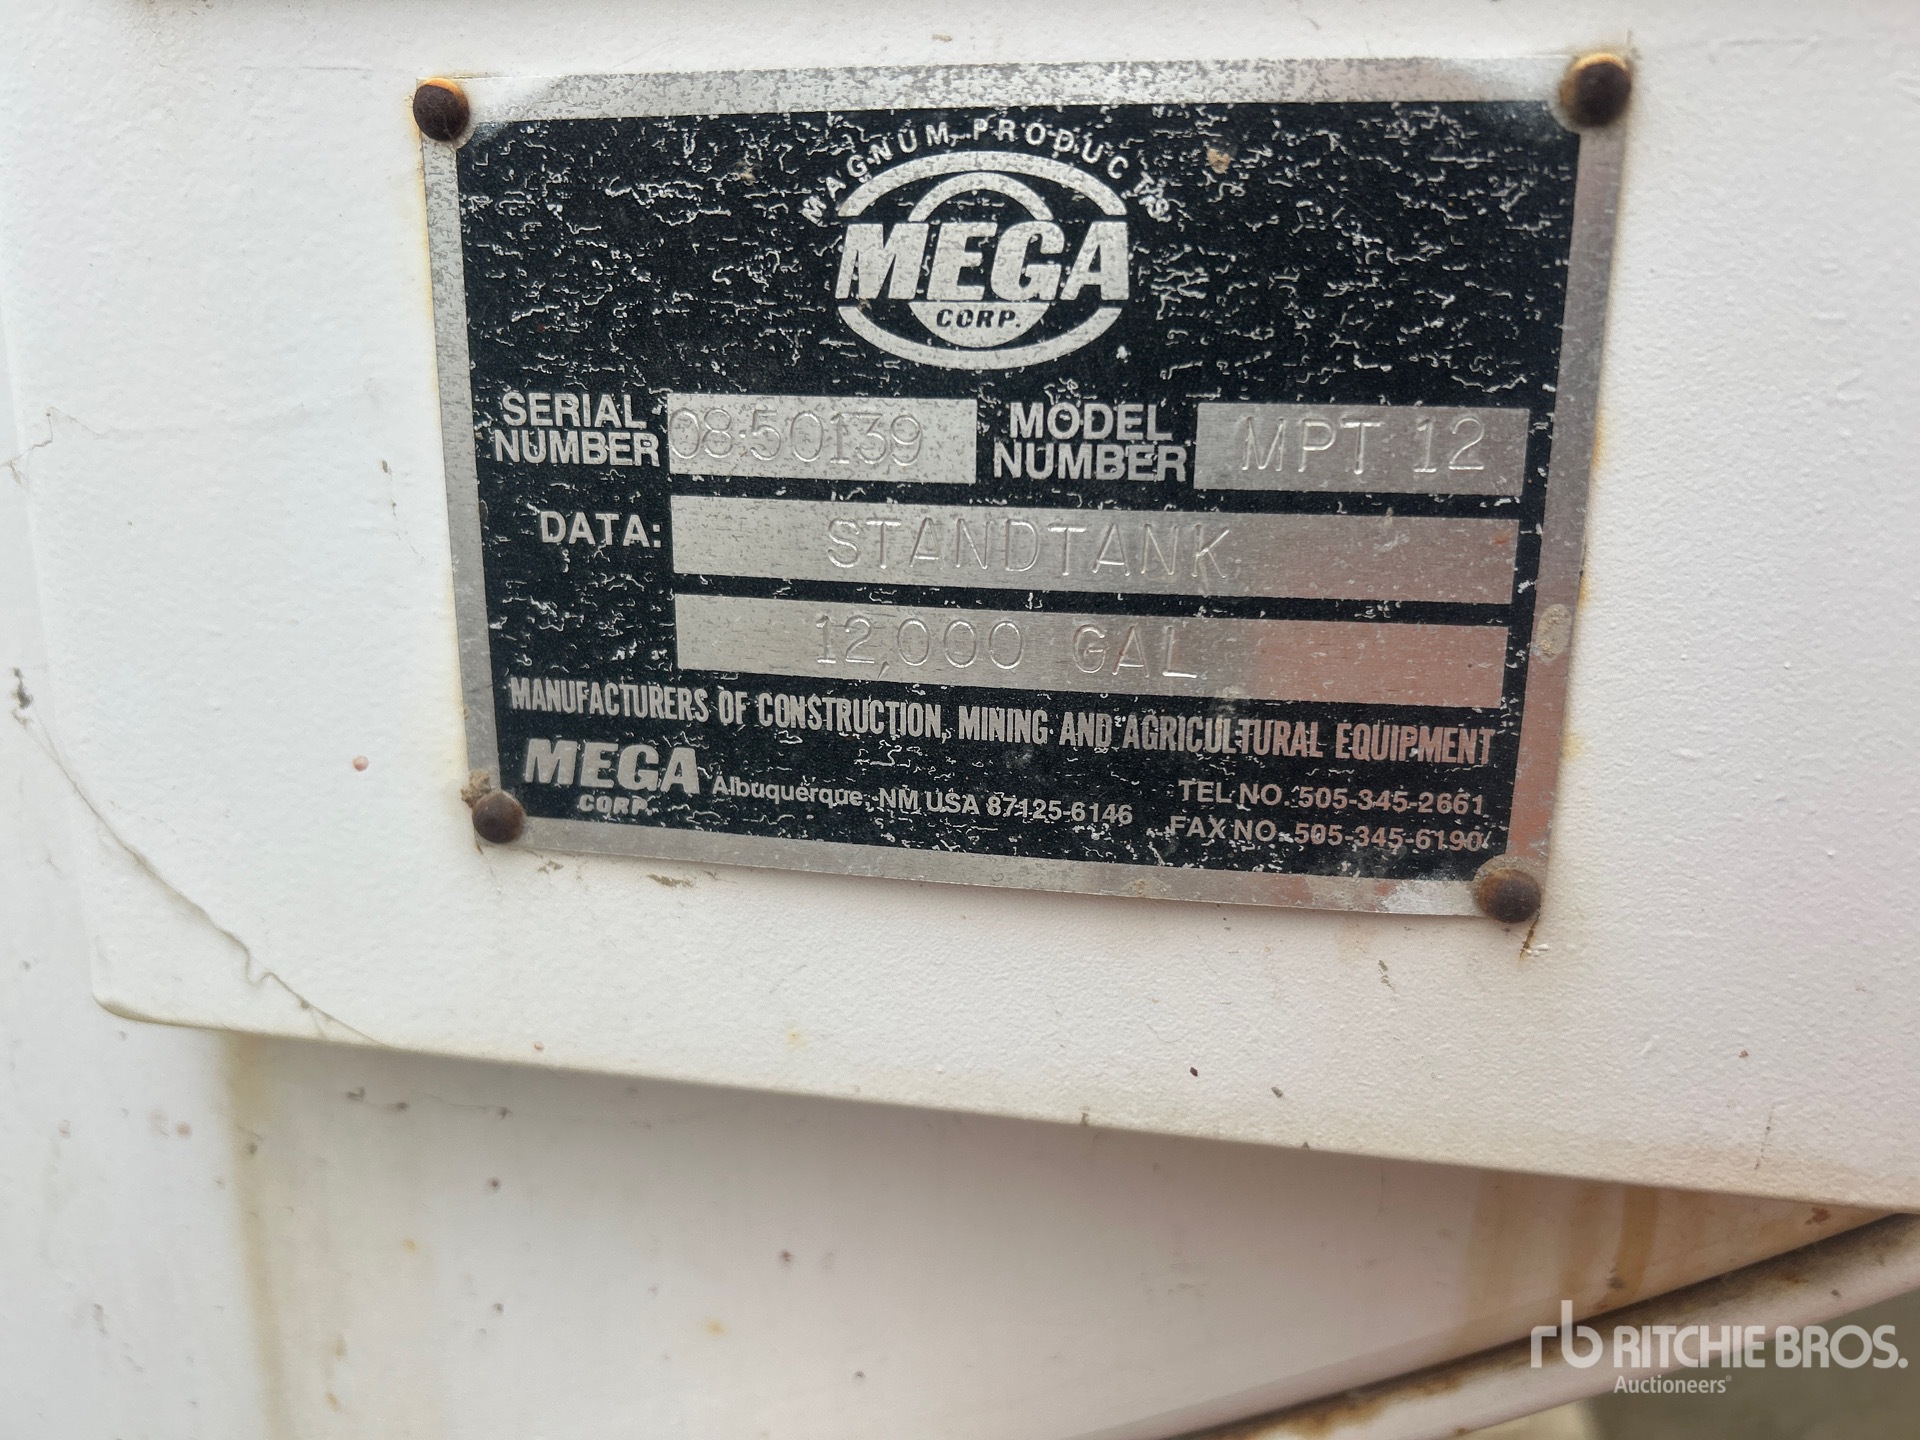 MAGNUM PRODUCTS
MEGA
CORP.
SERIAL NUMBER 08-50139 MODEL NUMBER MPT 12
DATA: STANDTANK
12,000 GAL
MANUFACTURERS OF CONSTRUCTION, MINING AND AGRICULTURAL EQUIPMENT
MEGA CORP. Albuquerque, NM USA 87125-6146
TEL NO. 505-345-2661
FAX NO. 505-345-6190
rb RITCHIE BROS.
Auctioneers